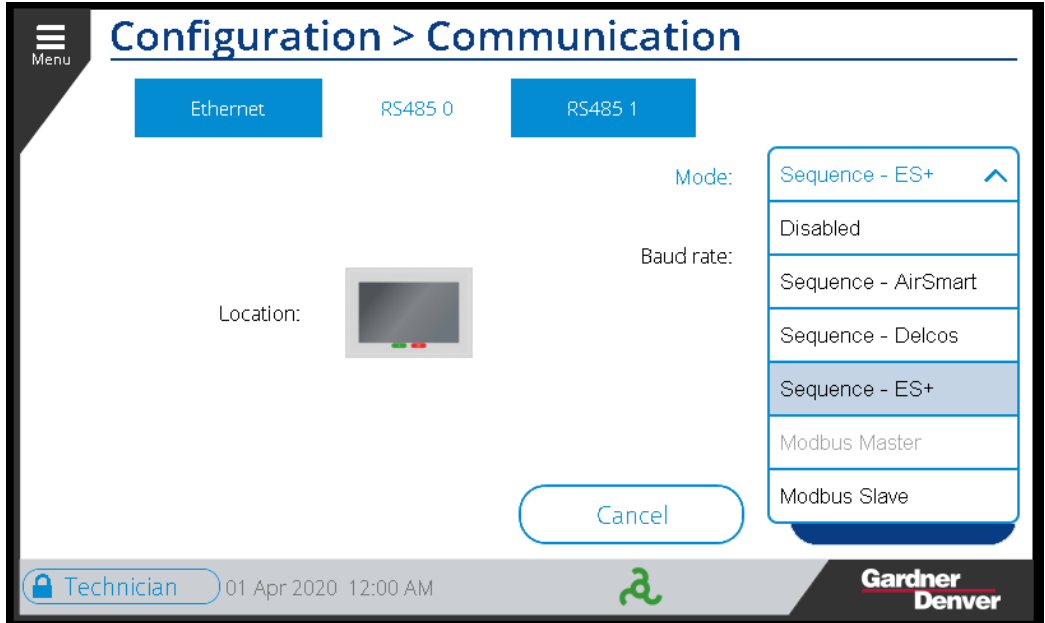 Menu
Configuration > Communication
Ethernet
RS485 0
RS485 1
Mode:
Sequence - ES+
Disabled
Baud rate:
Sequence - AirSmart
Location:
Sequence - Delcos
Sequence - ES+
Modbus Master
Modbus Slave
Cancel
Technician
01 Apr 2020 12:00 AM
Gardner
Denver